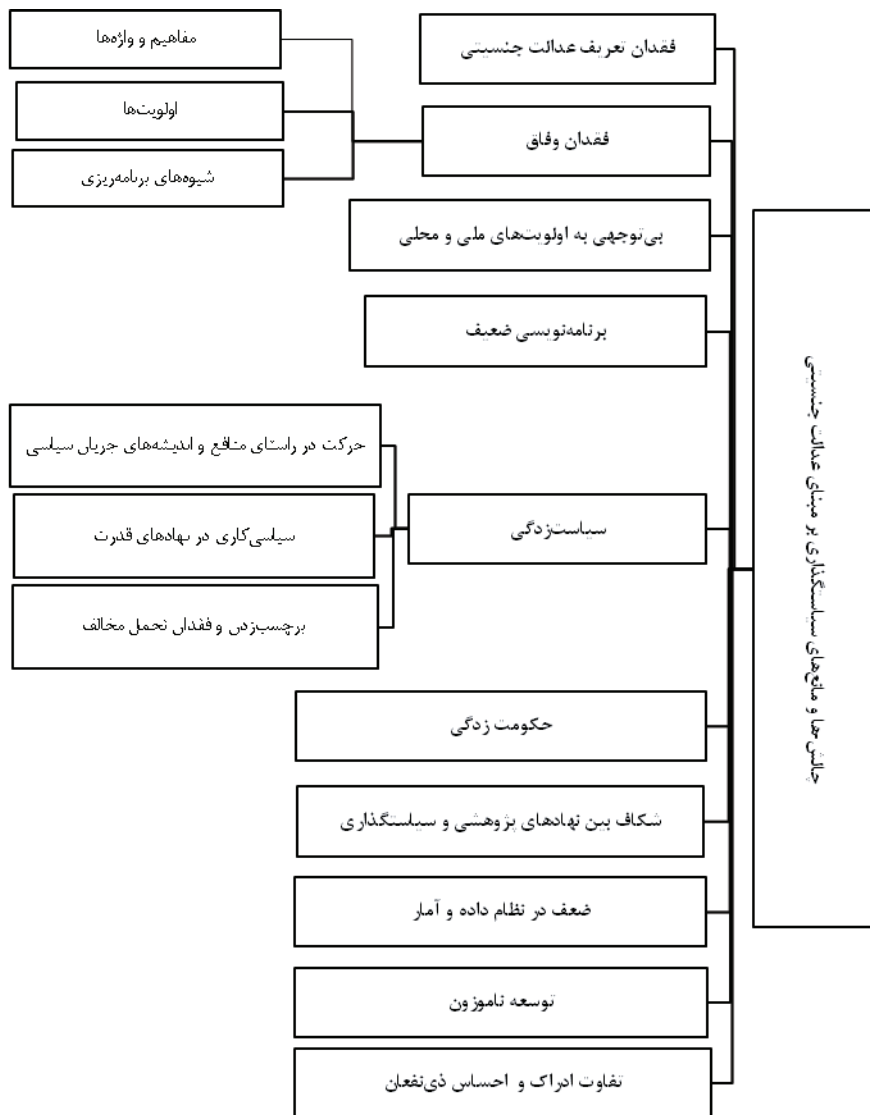 چالش‌ها و مانع‌های سیاستگذاری بر مبنای عدالت جنسیتی
فقدان تعریف عدالت جنسیتی
فقدان وفاق
مفاهیم و واژه‌ها
اولویت‌ها
شیوه‌های برنامه‌ریزی
بی‌توجهی به اولویت‌های ملی و محلی
برنامه‌نویسی ضعیف
سیاست‌زدگی
حرکت در راستای منافع و اندیشه‌های جریان سیاسی
سیاسی‌کاری در نهادهای قدرت
برچسب‌زدن و فقدان تحمل مخالف
حکومت زدگی
شکاف بین نهادهای پژوهشی و سیاستگذاری
ضعف در نظام داده و آمار
توسعه ناموزون
تفاوت ادراک و احساس ذی‌نفعان